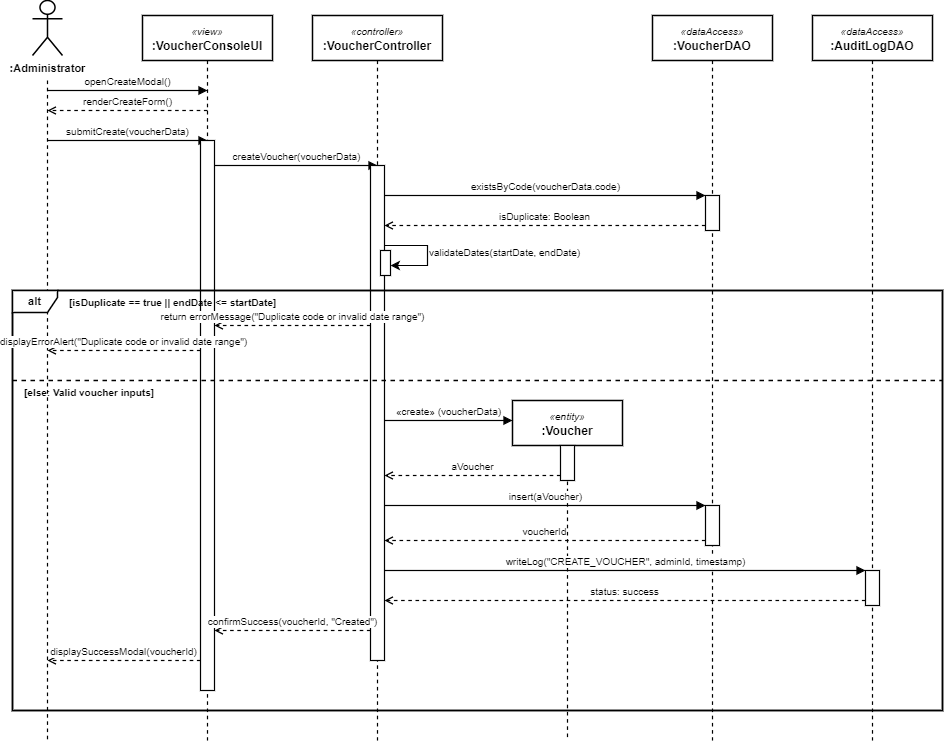 «view»
:VoucherConsoleUI
«controller»
:VoucherController
«dataAccess»
:VoucherDAO
«dataAccess»
:AuditLogDAO
:Administrator
openCreateModal()
renderCreateForm()
submitCreate(voucherData)
createVoucher(voucherData)
existsByCode(voucherData.code)
isDuplicate: Boolean
validateDates(startDate, endDate)
alt
[isDuplicate == true || endDate <= startDate]
return errorMessage("Duplicate code or invalid date range")
displayErrorAlert("Duplicate code or invalid date range")
[else: Valid voucher inputs]
«create» (voucherData)
«entity»
:Voucher
aVoucher
insert(aVoucher)
voucherId
writeLog("CREATE_VOUCHER", adminId, timestamp)
status: success
confirmSuccess(voucherId, "Created")
displaySuccessModal(voucherId)